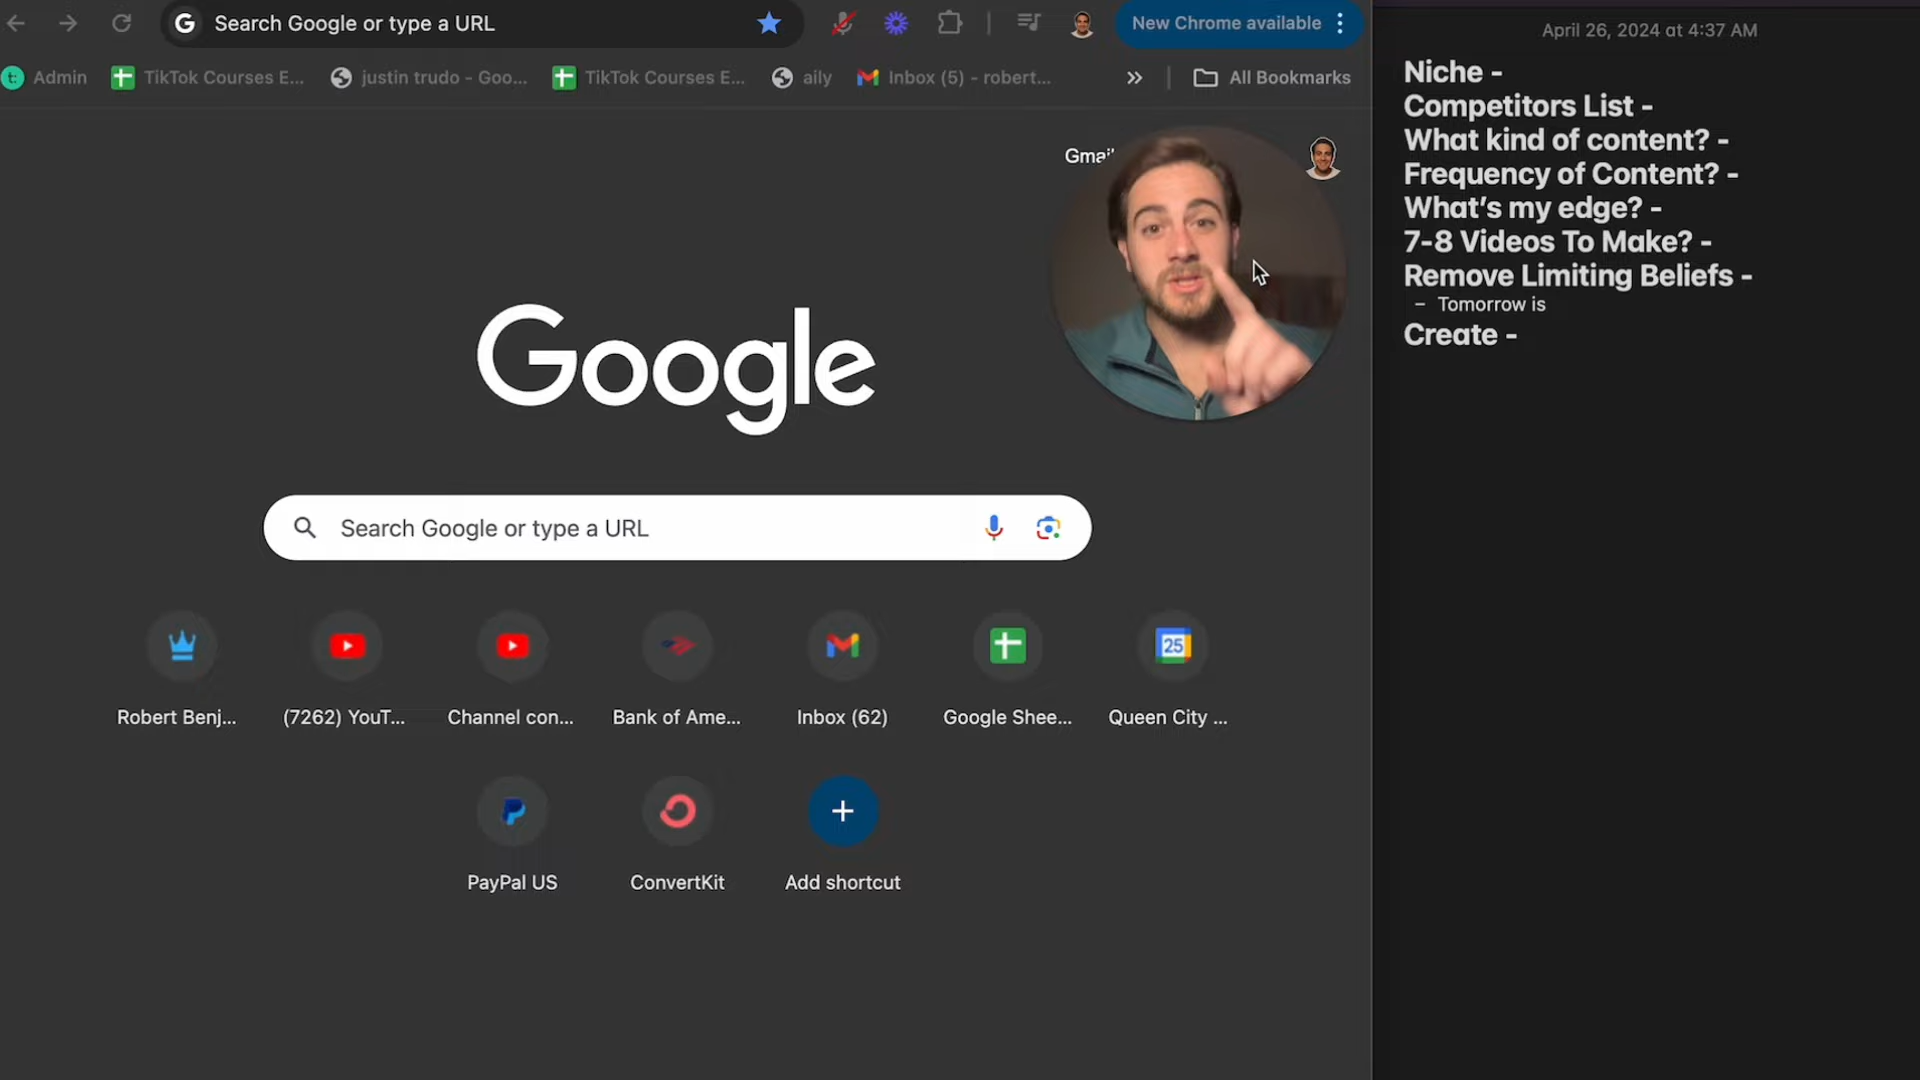 Search Google or type a URL
New Chrome available
Admin
TikTok Courses E...
justin trudo - Goo...
TikTok Courses E...
aily
Inbox (5) - robert...
All Bookmarks
Gmail
Google
Search Google or type a URL
Robert Benj...
(7262) YouT...
Channel con...
Bank of Ame...
Inbox (62)
Google Shee...
25
Queen City ...
PayPal US
ConvertKit
Add shortcut
April 26, 2024 at 4:37 AM
Niche -
Competitors List -
What kind of content? -
Frequency of Content? -
What’s my edge? -
7-8 Videos To Make? -
Remove Limiting Beliefs -
– Tomorrow is
Create -